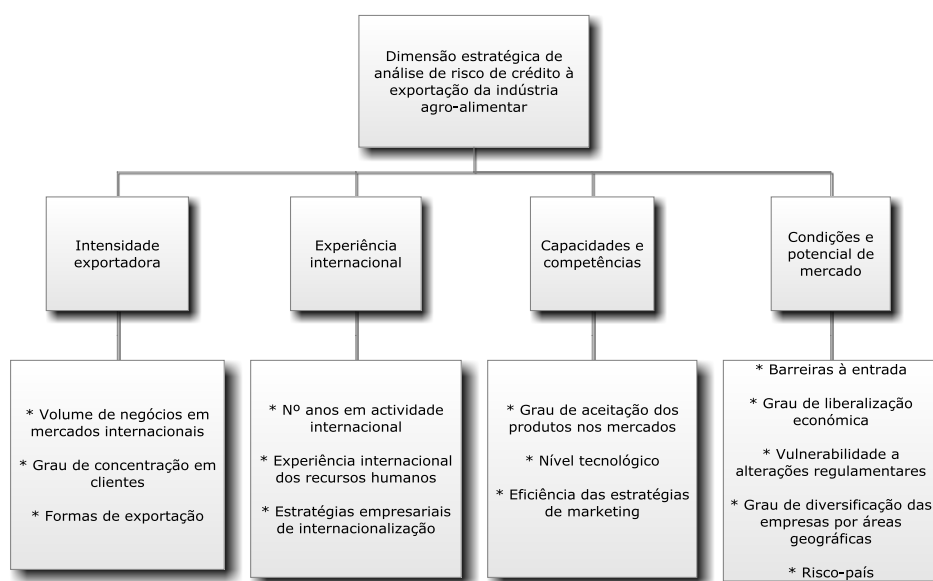 Dimensão estratégica de
análise de risco de crédito à
exportação da indústria
agro-alimentar
Intensidade
exportadora
Experiência
internacional
Capacidades e
competências
Condições e
potencial de
mercado
* Volume de negócios em
mercados internacionais
* Grau de concentração em
clientes
* Formas de exportação
* Nº anos em actividade
internacional
* Experiência internacional
dos recursos humanos
* Estratégias empresariais
de internacionalização
* Grau de aceitação dos
produtos nos mercados
* Nível tecnológico
* Eficiência das estratégias
de marketing
* Barreiras à entrada
* Grau de liberalização
económica
* Vulnerabilidade a
alterações regulamentares
* Grau de diversificação das
empresas por áreas
geográficas
* Risco-país